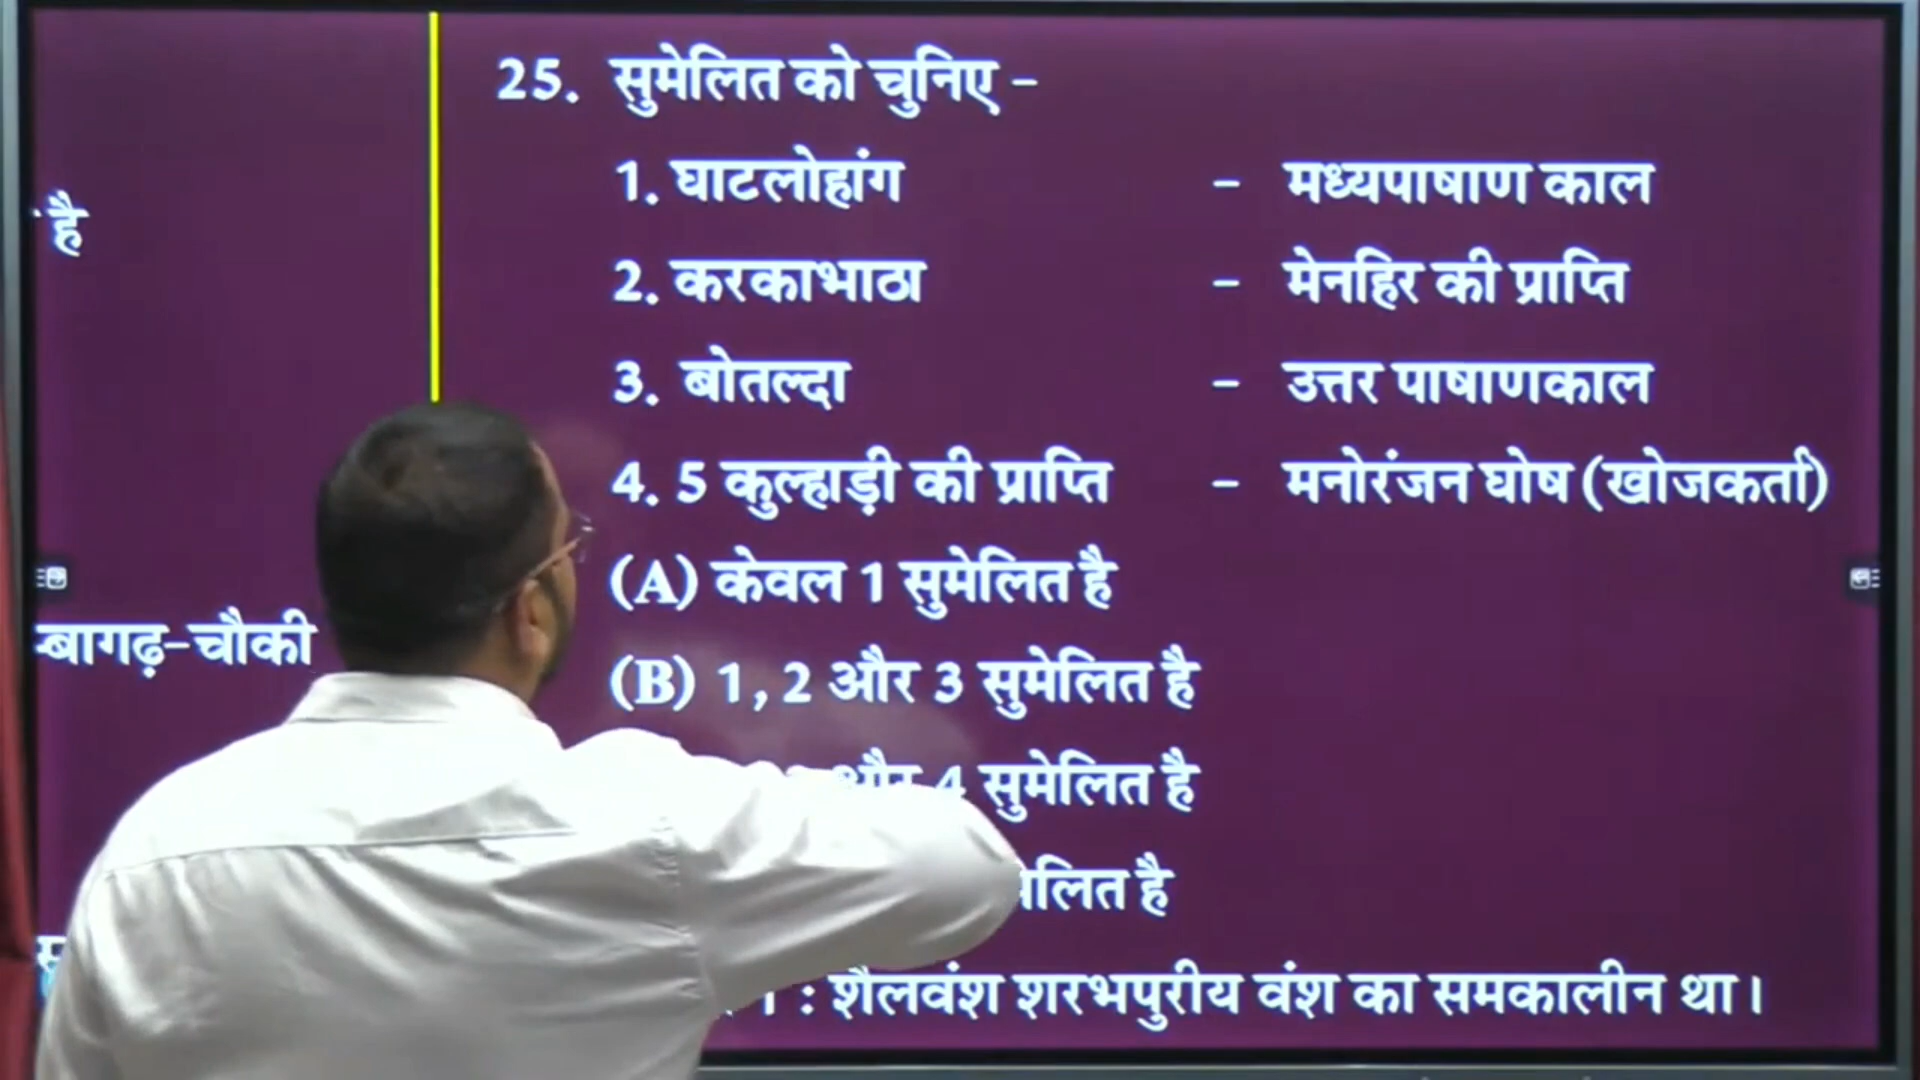 25. सुमेलित को चुनिए –
1. घाटलोहांग – मध्यपाषाण काल
2. करकाभाठा – मेनहिर की प्राप्ति
3. बोतल्दा – उत्तर पाषाणकाल
4. 5 कुल्हाड़ी की प्राप्ति – मनोरंजन घोष (खोजकर्ता)
(A) केवल 1 सुमेलित है
(B) 1, 2 और 3 सुमेलित है
और 4 सुमेलित है
है
: शैलवंश शरभपुरीय वंश का समकालीन था।
है
बागढ़-चौकी